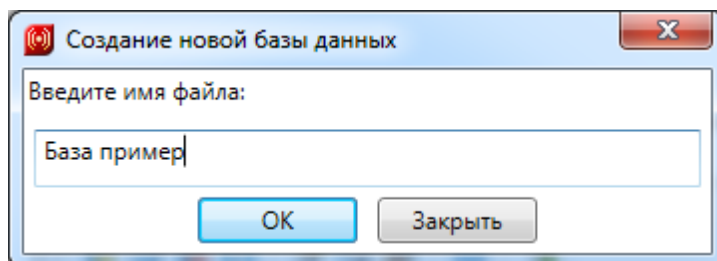 Создание новой базы данных
Введите имя файла:
База пример
OK Закрыть